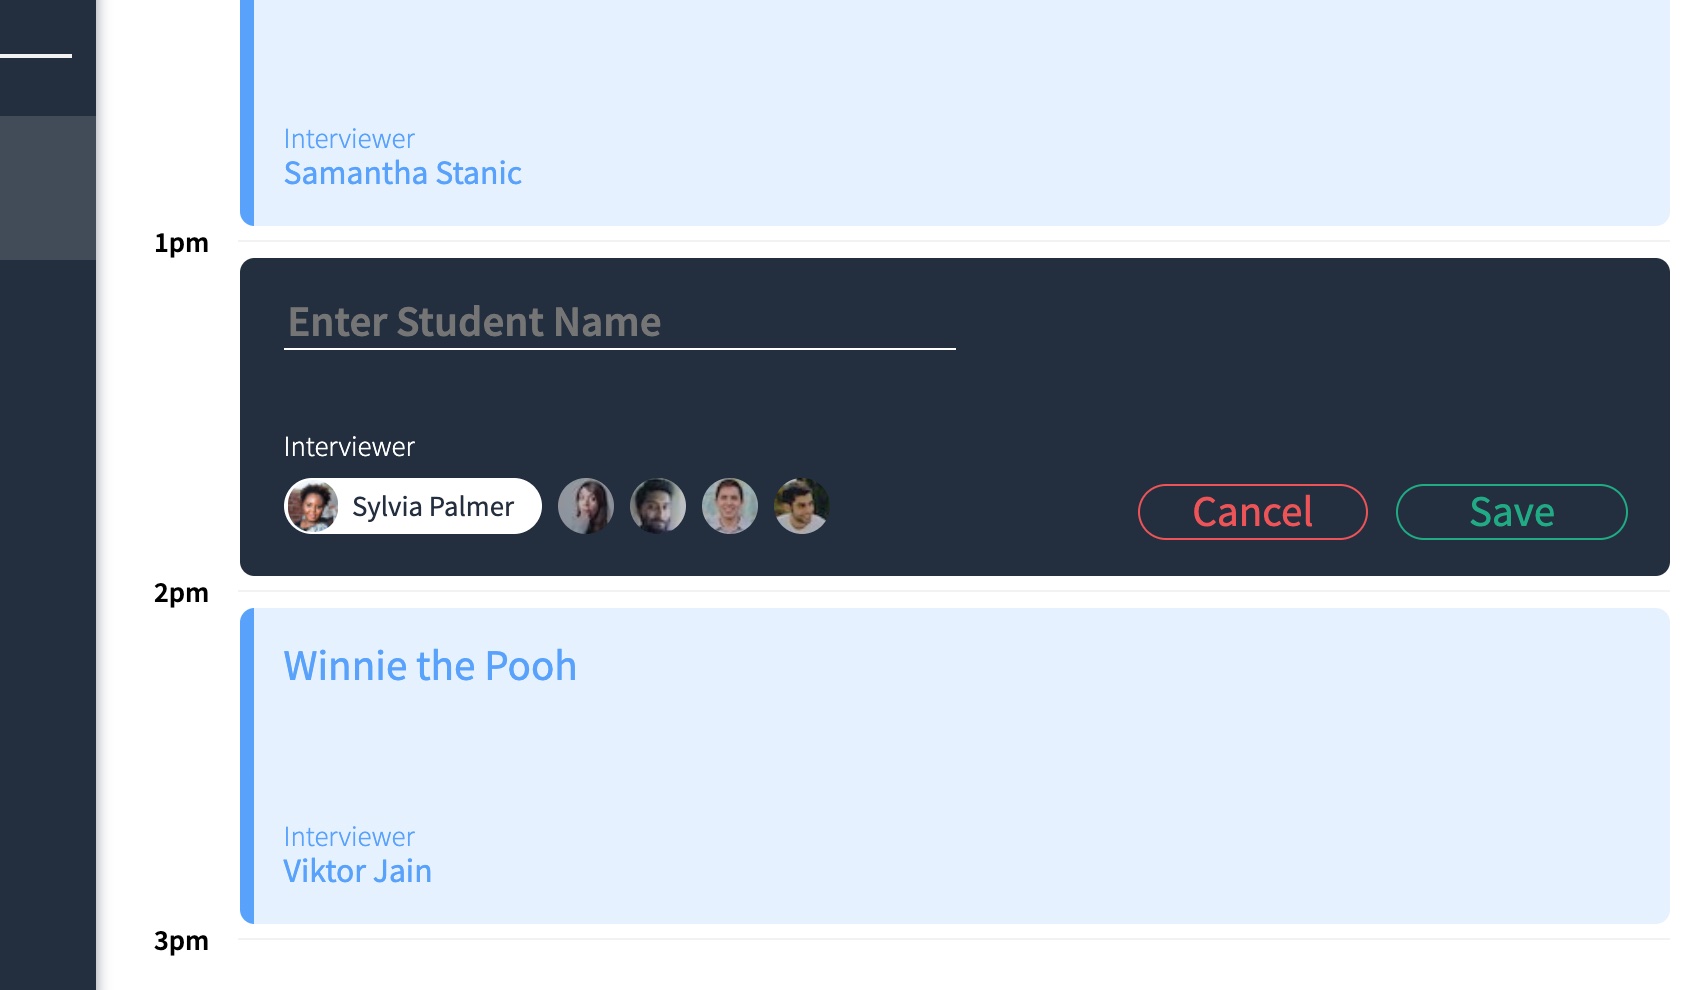 Interviewer
Samantha Stanic
1pm
Enter Student Name
Interviewer
Sylvia Palmer
Cancel
Save
2pm
Winnie the Pooh
Interviewer
Viktor Jain
3pm